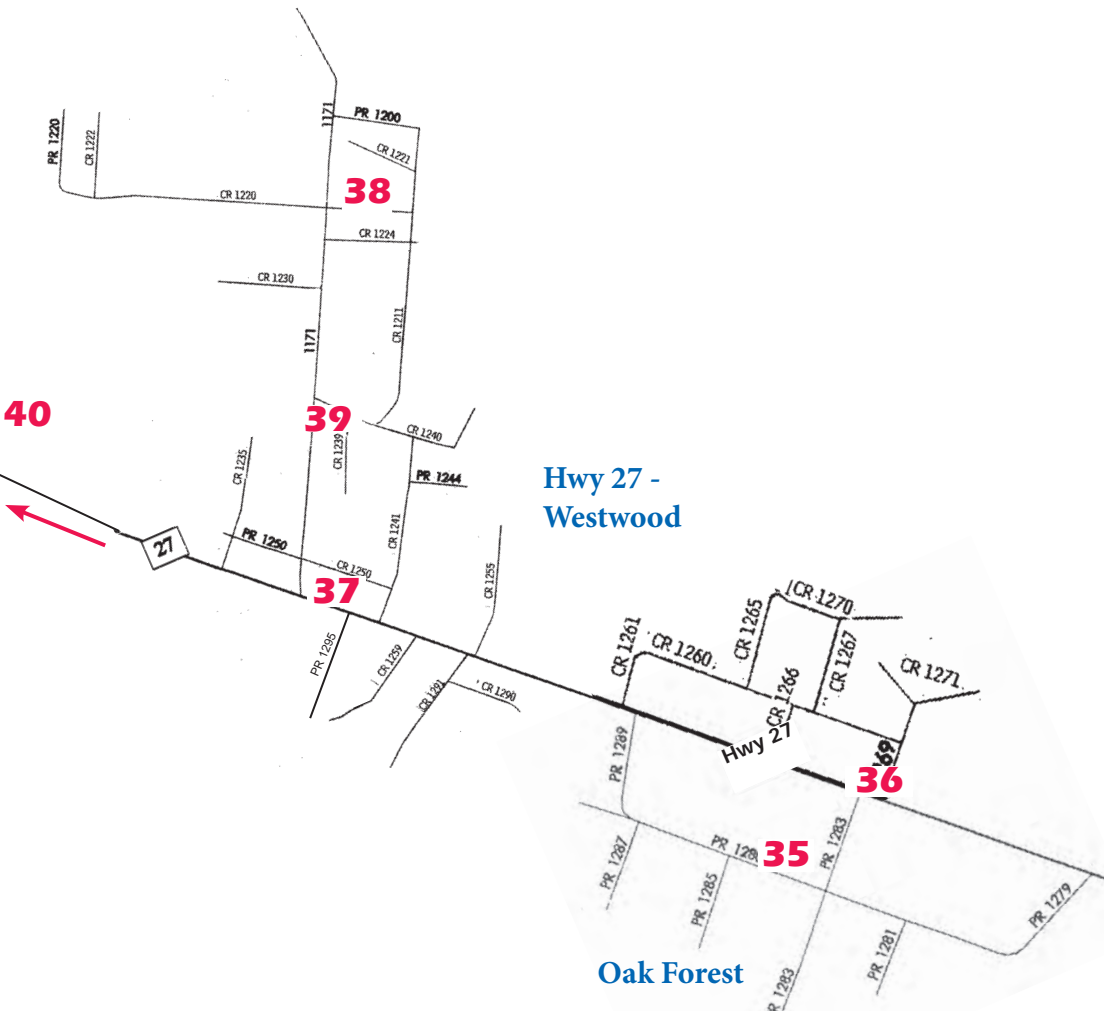 1171
PR 1200
PR 1220
CR 1222
CR 1221
CR 1220
38
CR 1224
CR 1230
CR 1211
1171
40
39
CR 1240
CR 1239
CR 1235
PR 1244
Hwy 27 -
Westwood
27
PR 1250
CR 1241
CR 1250
37
CR 1255
PR 1295
CR 1259
CR 1291
CR 1290
CR 1261
CR 1260
CR 1265
CR 1270
CR 1267
CR 1266
CR 1271
Hwy 27
36
PR 1289
PR 1287
35
PR 1283
PR 1285
PR 1279
PR 1281
Oak Forest
1283